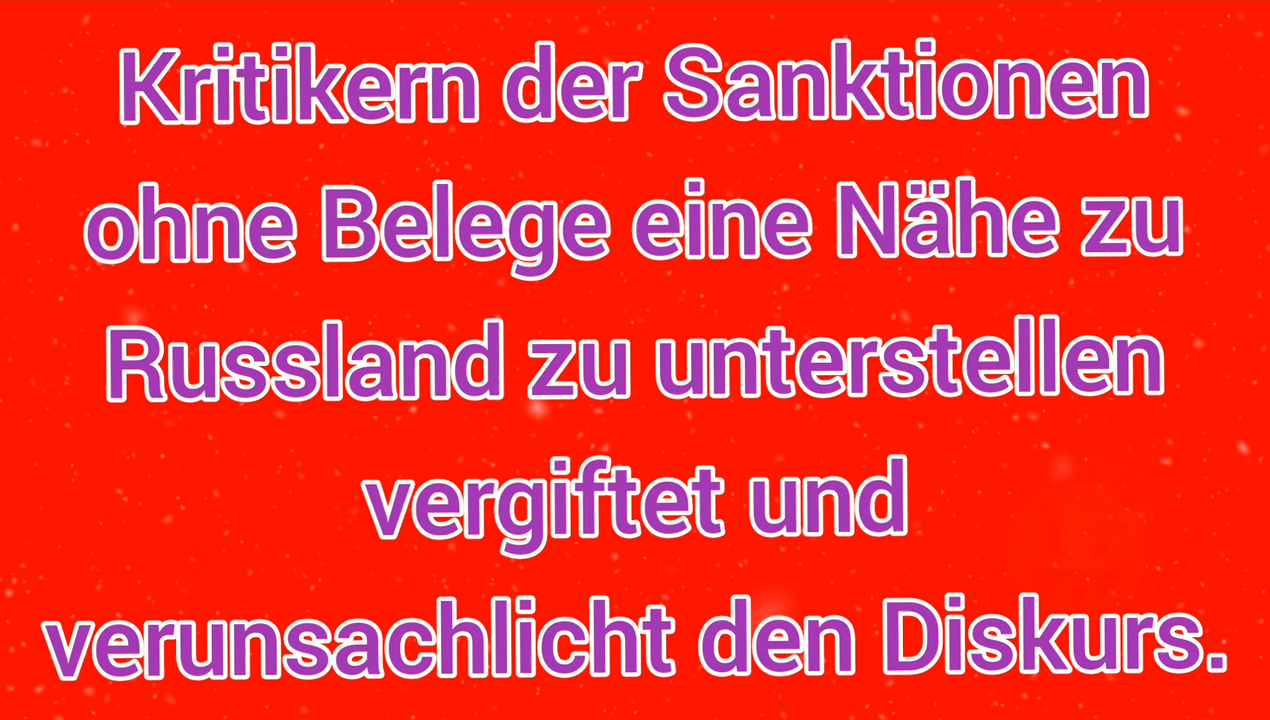 Kritikern der Sanktionen
ohne Belege eine Nähe zu
Russland zu unterstellen
vergiftet und
verunsachlicht den Diskurs.